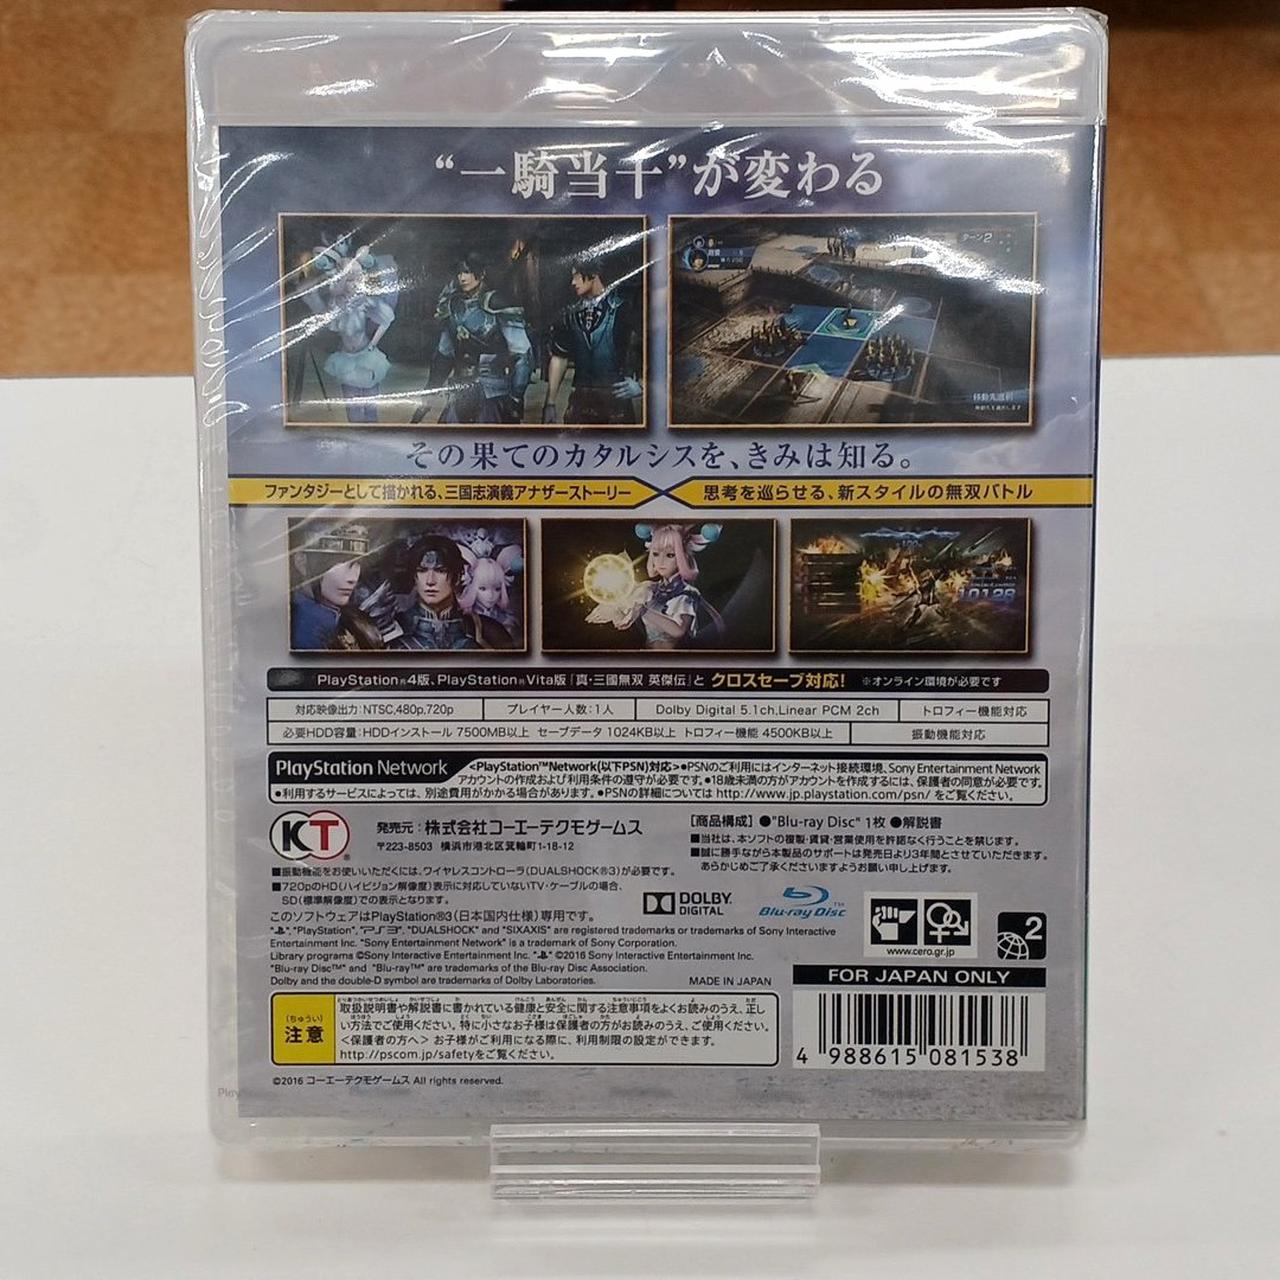 “一騎当千”が変わる
ターン2
移動先選択
その果てのカタルシスを、きみは知る。
ファンタジーとして描かれる、三国志演義アナザーストーリー
思考を巡らせる、新スタイルの無双バトル
10128
PlayStation®4版、PlayStation®Vita版『真・三國無双 英傑伝』と クロスセーブ対応! ※オンライン環境が必要です
対応映像出力:NTSC,480p,720p
プレイヤー人数:1人
Dolby Digital 5.1ch,Linear PCM 2ch
トロフィー機能対応
必要HDD容量:HDDインストール 7500MB以上 セーブデータ 1024KB以上 トロフィー機能 4500KB以上
振動機能対応
PlayStation Network
<PlayStation™Network(以下PSN)対応>●PSNのご利用にはインターネット接続環境、Sony Entertainment Network
アカウントの作成および利用条件の遵守が必要です。●18歳未満の方がアカウントを作成するには、保護者の同意が必要です。
●利用するサービスによっては、別途費用がかかる場合があります。●PSNの詳細については http://www.jp.playstation.com/psn/ をご覧ください。
KT®
発売元:株式会社コーエーテクモゲームス
〒223-8503 横浜市港北区箕輪町1-18-12
[商品構成] ●"Blu-ray Disc" 1枚 ●解説書
■当社は、本ソフトの複製・賃貸・営業使用を許諾なく行うことを禁じます。
■誠に勝手ながら本製品のサポートは発売日より3年間とさせていただきます。
あらかじめご了承くださいますようお願い申し上げます。
■振動機能をお使いいただくには、ワイヤレスコントローラ(DUALSHOCK®3)が必要です。
■720pのHD(ハイビジョン解像度)表示に対応していないTV・ケーブルの場合、
SD(標準解像度)での表示となります。
このソフトウェアはPlayStation®3(日本国内仕様)専用です。
DOLBY
DIGITAL
Blu-ray Disc™
www.cero.gr.jp
2
", "PlayStation", "PS3", "DUALSHOCK" and "SIXAXIS" are registered trademarks or trademarks of Sony Interactive
Entertainment Inc. "Sony Entertainment Network" is a trademark of Sony Corporation.
Library programs ©Sony Interactive Entertainment Inc. " ©2016 Sony Interactive Entertainment Inc.
"Blu-ray Disc™" and "Blu-ray™" are trademarks of the Blu-ray Disc Association.
Dolby and the double-D symbol are trademarks of Dolby Laboratories.
MADE IN JAPAN
FOR JAPAN ONLY
(ちゅうい)
注意
取扱説明書や解説書に書かれている健康と安全に関する注意事項をよくお読みのうえ、正し
い方法でご使用ください。特に小さなお子様は保護者の方がお読みのうえ、ご使用ください。
<保護者の方へ> お子様がご利用になる際に、利用制限の設定ができます。
http://pscom.jp/safetyをご覧ください。
4 988615 081538
©2016 コーエーテクモゲームス All rights reserved.